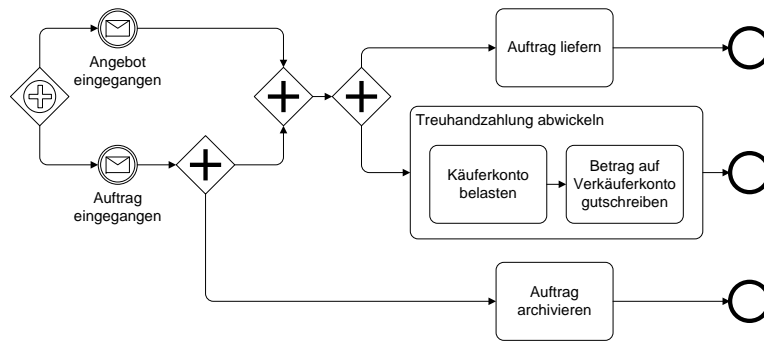 Angebot
eingegangen
Auftrag liefern
Treuhandzahlung abwickeln
Käuferkonto
belasten
Betrag auf
Verkäuferkonto
gutschreiben
Auftrag
eingegangen
Auftrag
archivieren